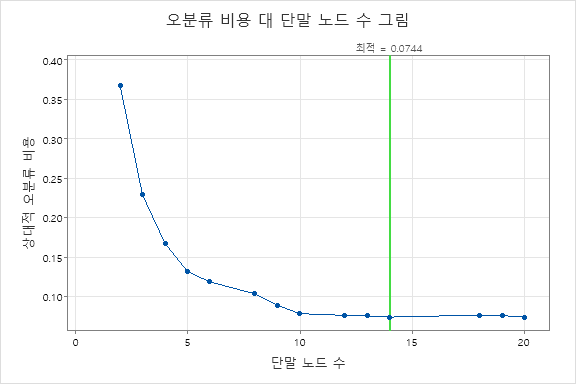 오분류 비용 대 단말 노드 수 그림
최적 = 0.0744
0.40
0.35
0.30
0.25
0.20
0.15
0.10
상대적 오분류 비용
0 5 10 15 20
단말 노드 수